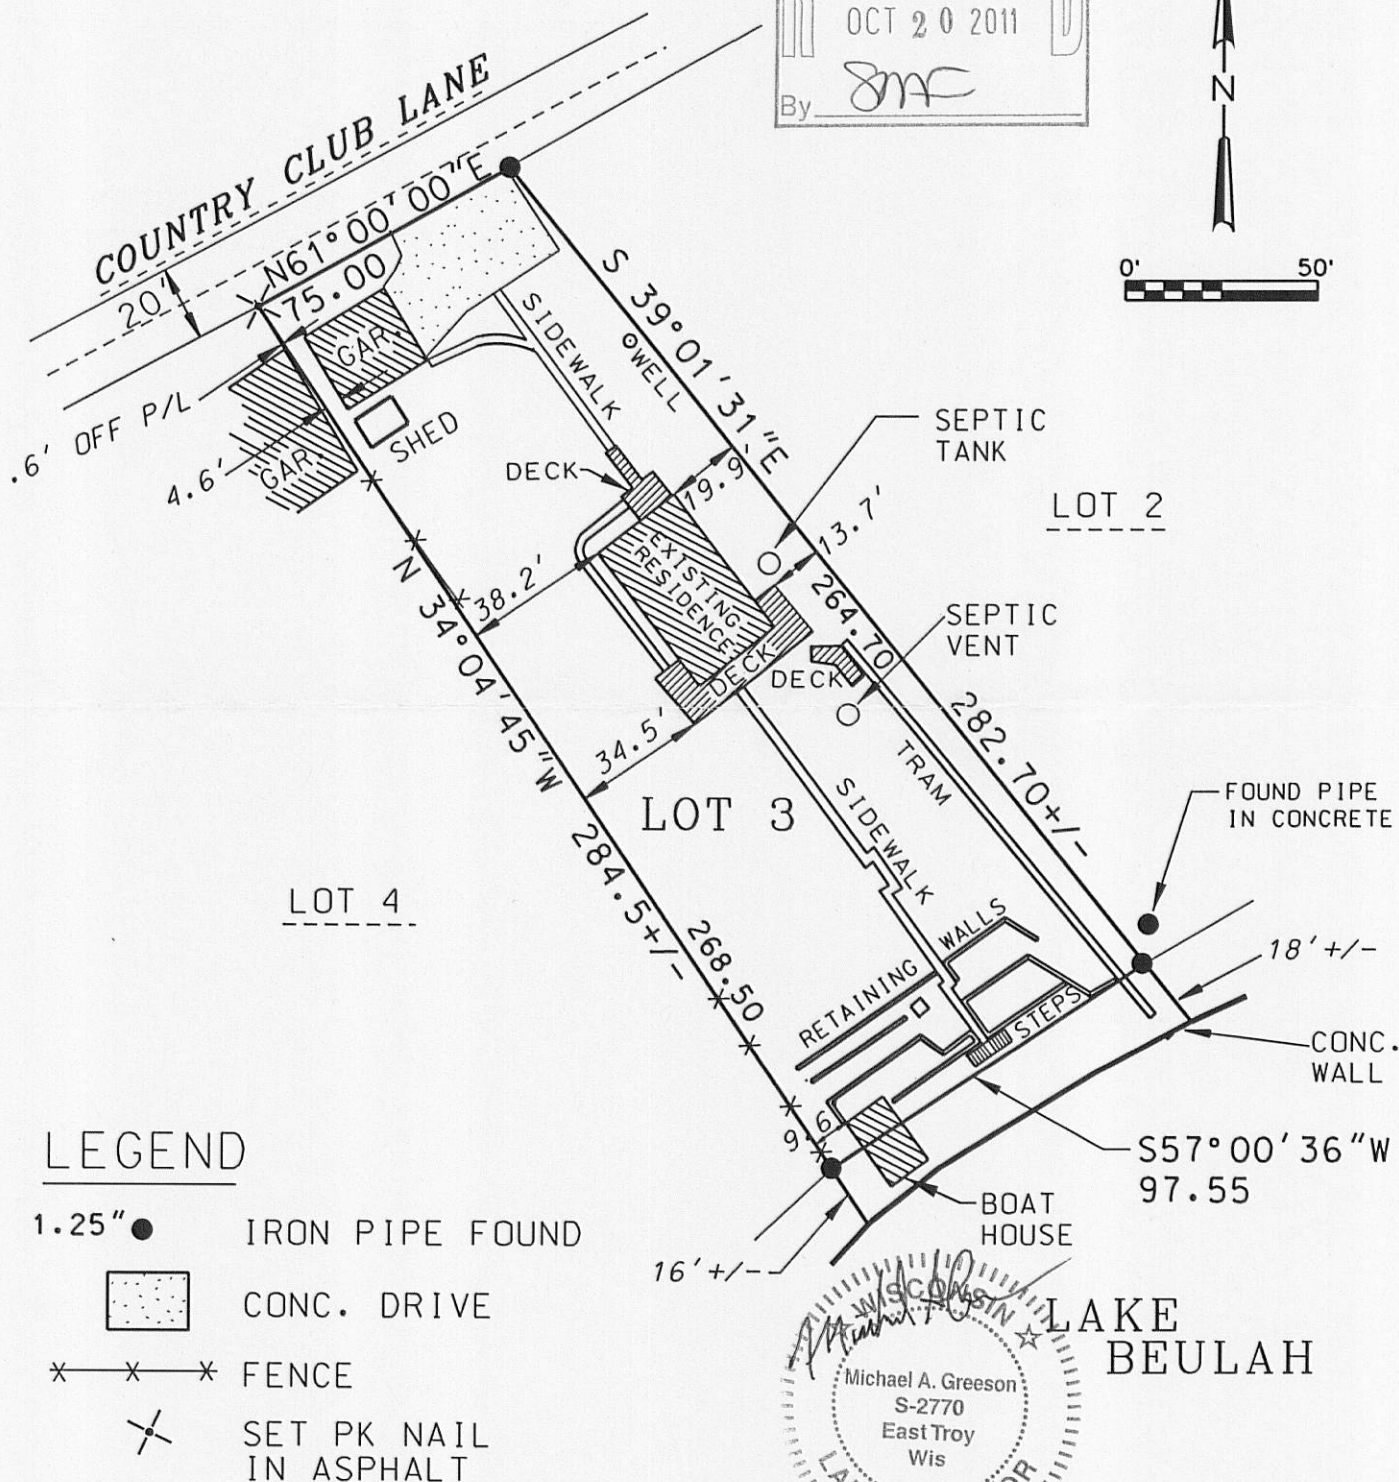 OCT 20 2011
By
N
0' 50'
COUNTRY CLUB LANE
20'
N61°00'00"E
75.00
GAR.
.6' OFF P/L
4.6'
GAR.
SHED
SIDEWALK
WELL
S 39°01'31"E
DECK
19.9'
SEPTIC
TANK
LOT 2
13.7'
EXISTING
RESIDENCE
38.2'
N 34°04'45"W
264.70
SEPTIC
VENT
DECK
DECK
282.70+/-
34.5'
TRAM
LOT 3
SIDEWALK
FOUND PIPE
IN CONCRETE
LOT 4
284.5+/-
268.50
RETAINING WALLS
18'+/-
STEPS
CONC.
WALL
9.6'
S57°00'36"W
97.55
BOAT
HOUSE
16'+/-
LEGEND
1.25" IRON PIPE FOUND
CONC. DRIVE
FENCE
SET PK NAIL
IN ASPHALT
WISCONSIN
Michael A. Greeson
S-2770
East Troy
Wis
LAKE
BEULAH